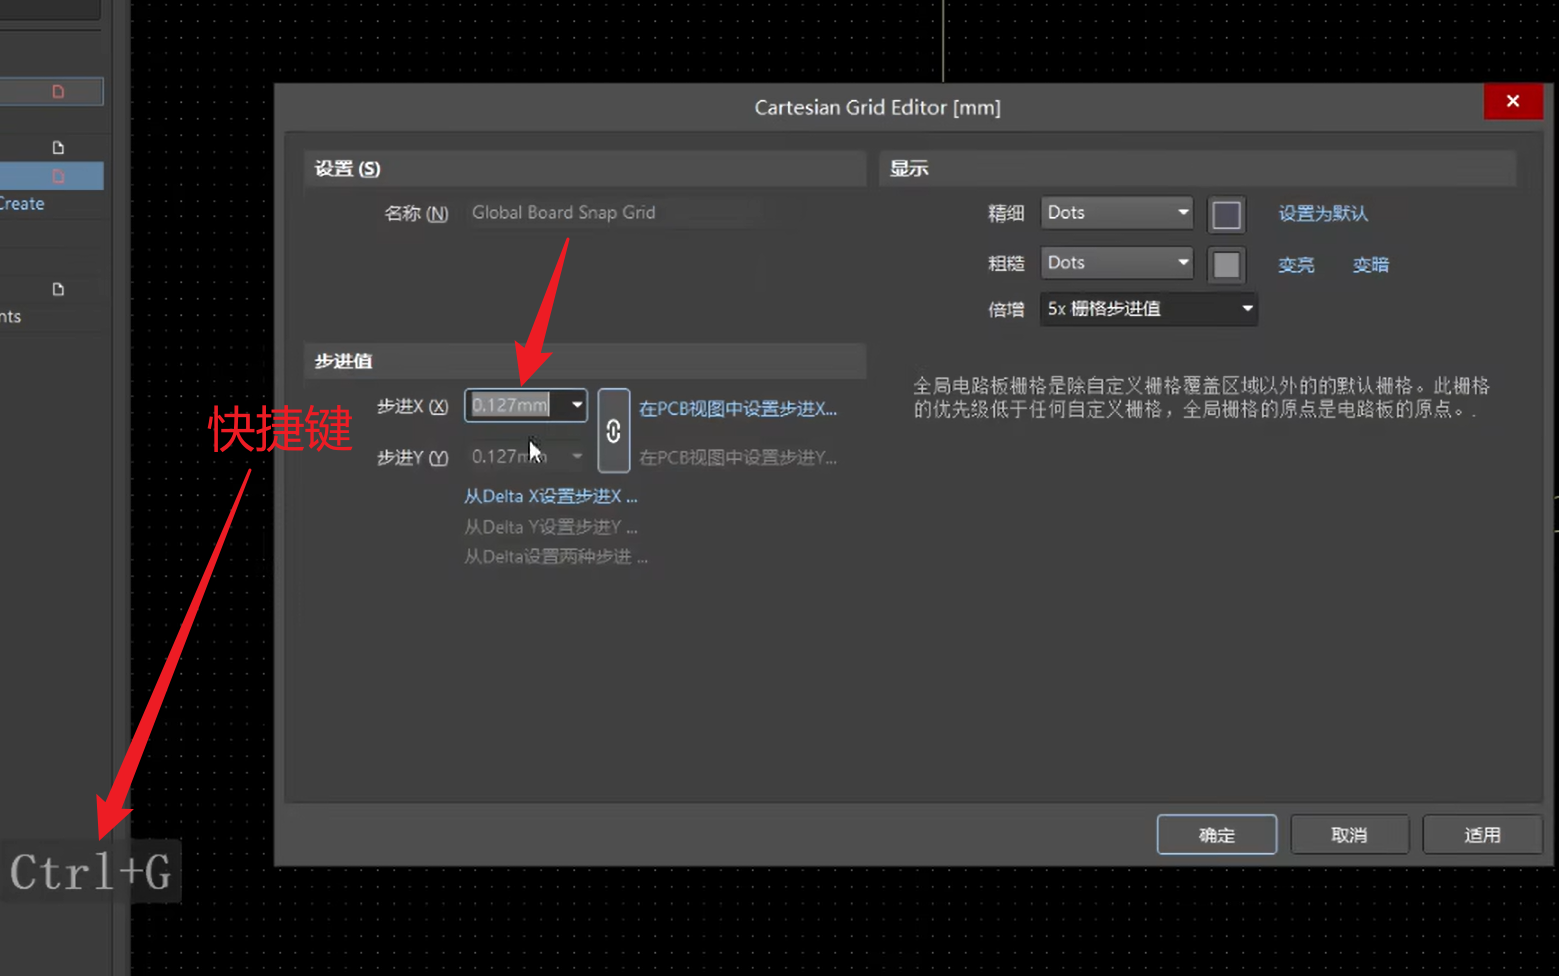 Cartesian Grid Editor [mm]
设置 (S)
显示
名称 (N) Global Board Snap Grid
精细 Dots 设置为默认
粗糙 Dots 变亮 变暗
倍增 5x 栅格步进值
步进值
步进X (X) 0.127mm 在PCB视图中设置步进X...
步进Y (Y) 0.127mm 在PCB视图中设置步进Y...
从Delta X设置步进X ...
从Delta Y设置步进Y ...
从Delta设置两种步进 ...
全局电路板栅格是除自定义栅格覆盖区域以外的的默认栅格。此栅格
的优先级低于任何自定义栅格，全局栅格的原点是电路板的原点。.
确定 取消 适用
Create
nts
快捷键
Ctrl+G